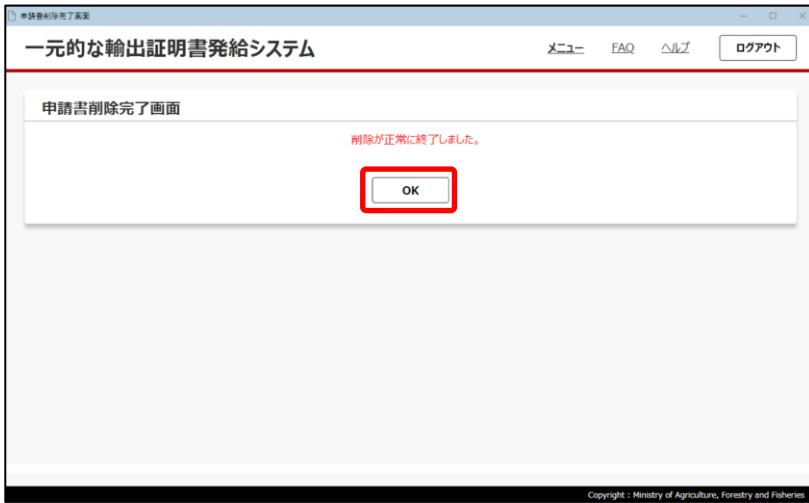 申請書削除完了画面
一元的な輸出証明書発給システム
メニュー FAQ ヘルプ ログアウト
申請書削除完了画面
削除が正常に終了しました。
OK
Copyright : Ministry of Agriculture, Forestry and Fisheries